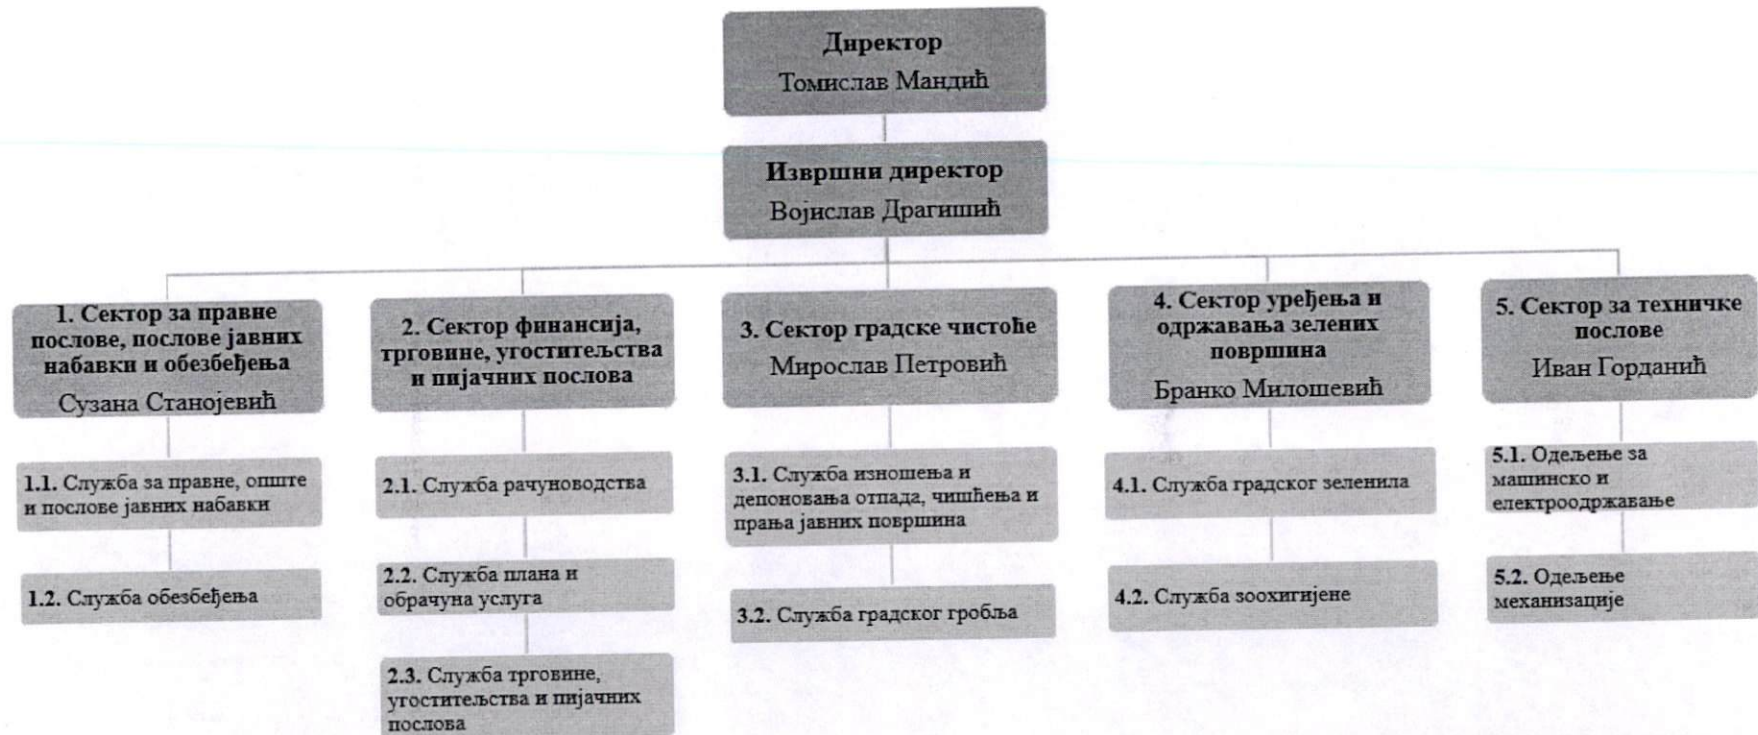 Директор
Томислав Мандић
Извршни директор
Војислав Драгишић
1. Сектор за правне
послове, послове јавних
набавки и обезбеђења
Сузана Станојевић
2. Сектор финансија,
трговине, угоститељства
и пијачних послова
3. Сектор градске чистоће
Мирослав Петровић
4. Сектор уређења и
одржавања зелених
површина
Бранко Милошевић
5. Сектор за техничке
послове
Иван Горданић
1.1. Служба за правне, опште
и послове јавних набавки
1.2. Служба обезбеђења
2.1. Служба рачуноводства
2.2. Служба плана и
обрачуна услуга
2.3. Служба трговине,
угоститељства и пијачних
послова
3.1. Служба изношења и
депоновања отпада, чишћења и
прања јавних површина
3.2. Служба градског гробља
4.1. Служба градског зеленила
4.2. Служба зоохигијене
5.1. Одељење за
машинско и
електроодржавање
5.2. Одељење
механизације